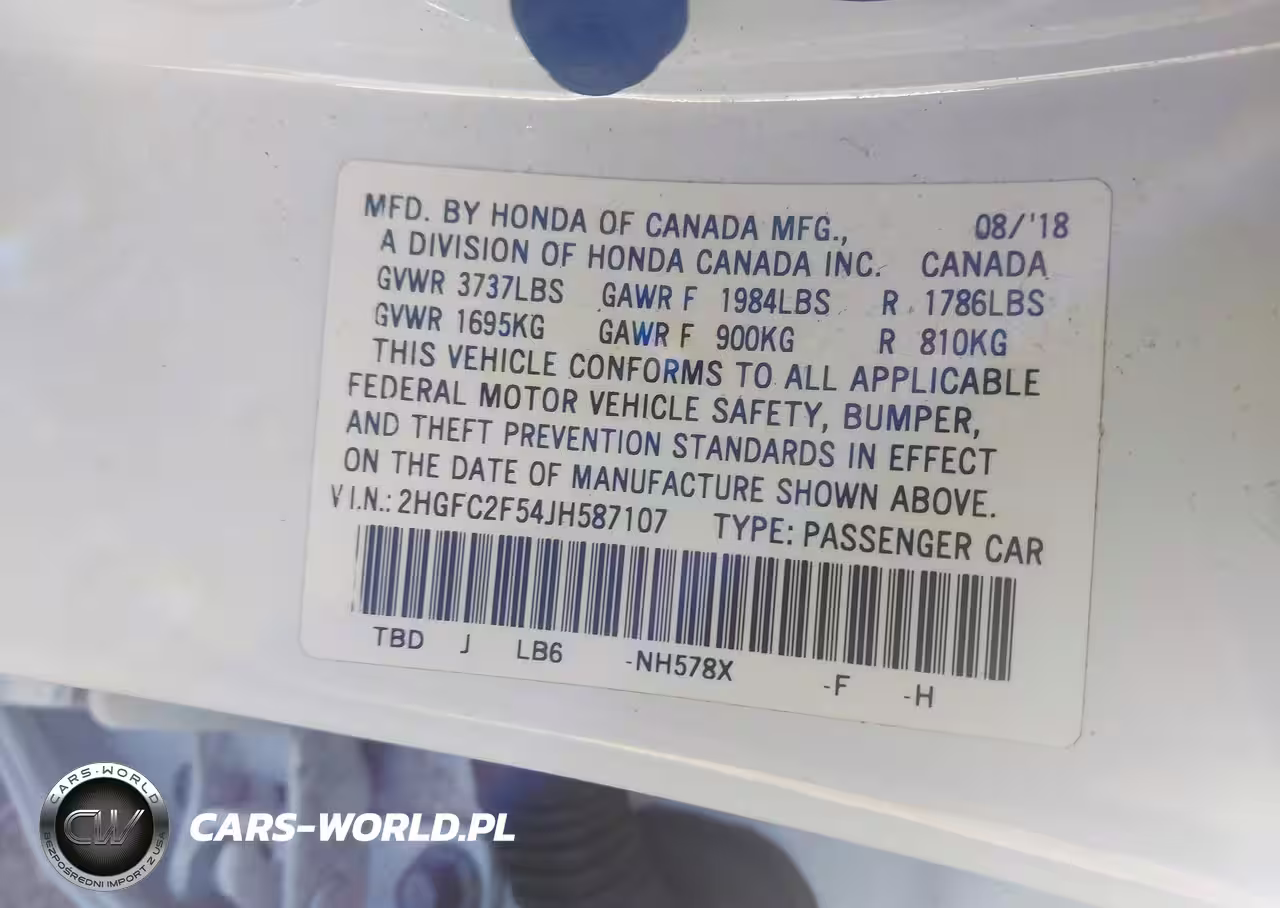 MFD. BY HONDA OF CANADA MFG., 08/'18
A DIVISION OF HONDA CANADA INC. CANADA
GVWR 3737LBS GAWR F 1984LBS R 1786LBS
GVWR 1695KG GAWR F 900KG R 810KG
THIS VEHICLE CONFORMS TO ALL APPLICABLE
FEDERAL MOTOR VEHICLE SAFETY, BUMPER,
AND THEFT PREVENTION STANDARDS IN EFFECT
ON THE DATE OF MANUFACTURE SHOWN ABOVE.
V.I.N.: 2HGFC2F54JH587107 TYPE: PASSENGER CAR
TBD J LB6 -NH578X -F -H
CARS-WORLD
CW
BEZPOŚREDNI IMPORT Z USA
CARS-WORLD.PL